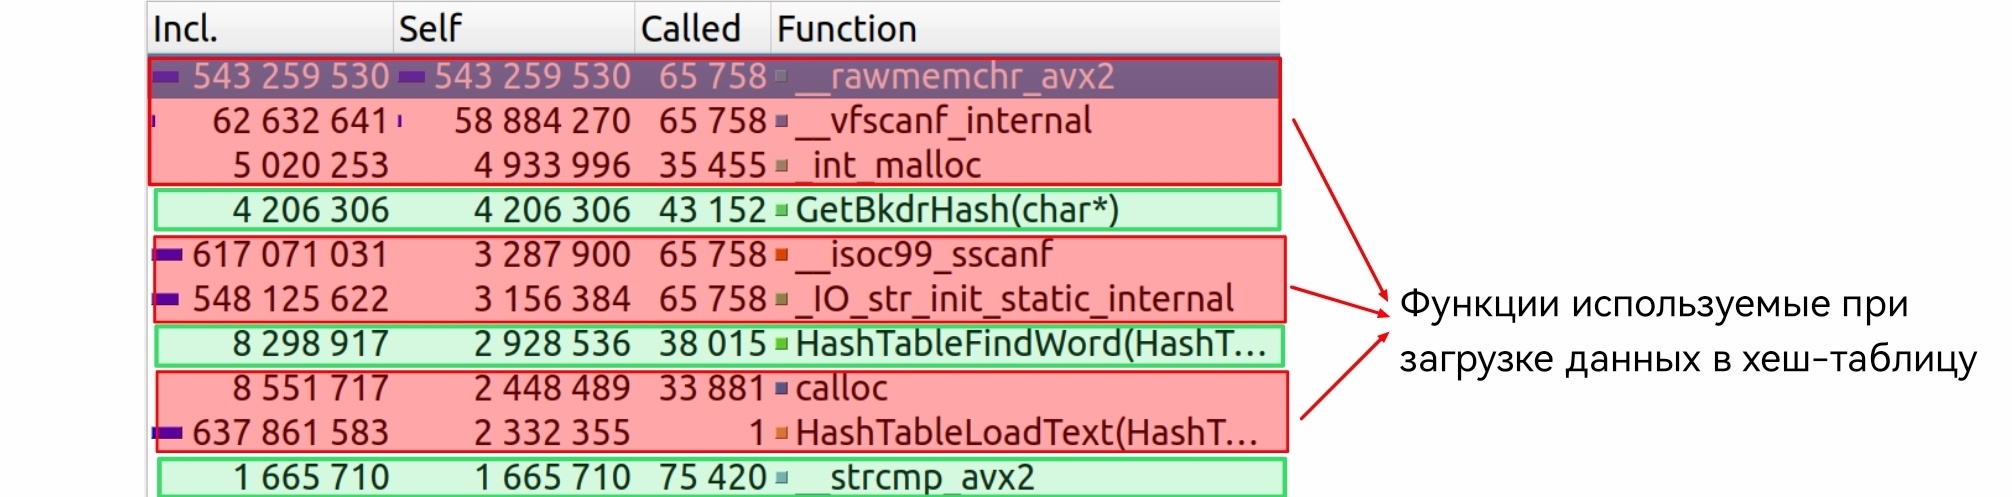 Incl. Self Called Function
543 259 530 543 259 530 65 758 __rawmemchr_avx2
62 632 641 58 884 270 65 758 __vfscanf_internal
5 020 253 4 933 996 35 455 _int_malloc
4 206 306 4 206 306 43 152 GetBkdrHash(char*)
617 071 031 3 287 900 65 758 __isoc99_sscanf
548 125 622 3 156 384 65 758 _IO_str_init_static_internal
8 298 917 2 928 536 38 015 HashTableFindWord(HashT...
8 551 717 2 448 489 33 881 calloc
637 861 583 2 332 355 1 HashTableLoadText(HashT...
1 665 710 1 665 710 75 420 __strcmp_avx2
Функции используемые при
загрузке данных в хеш-таблицу